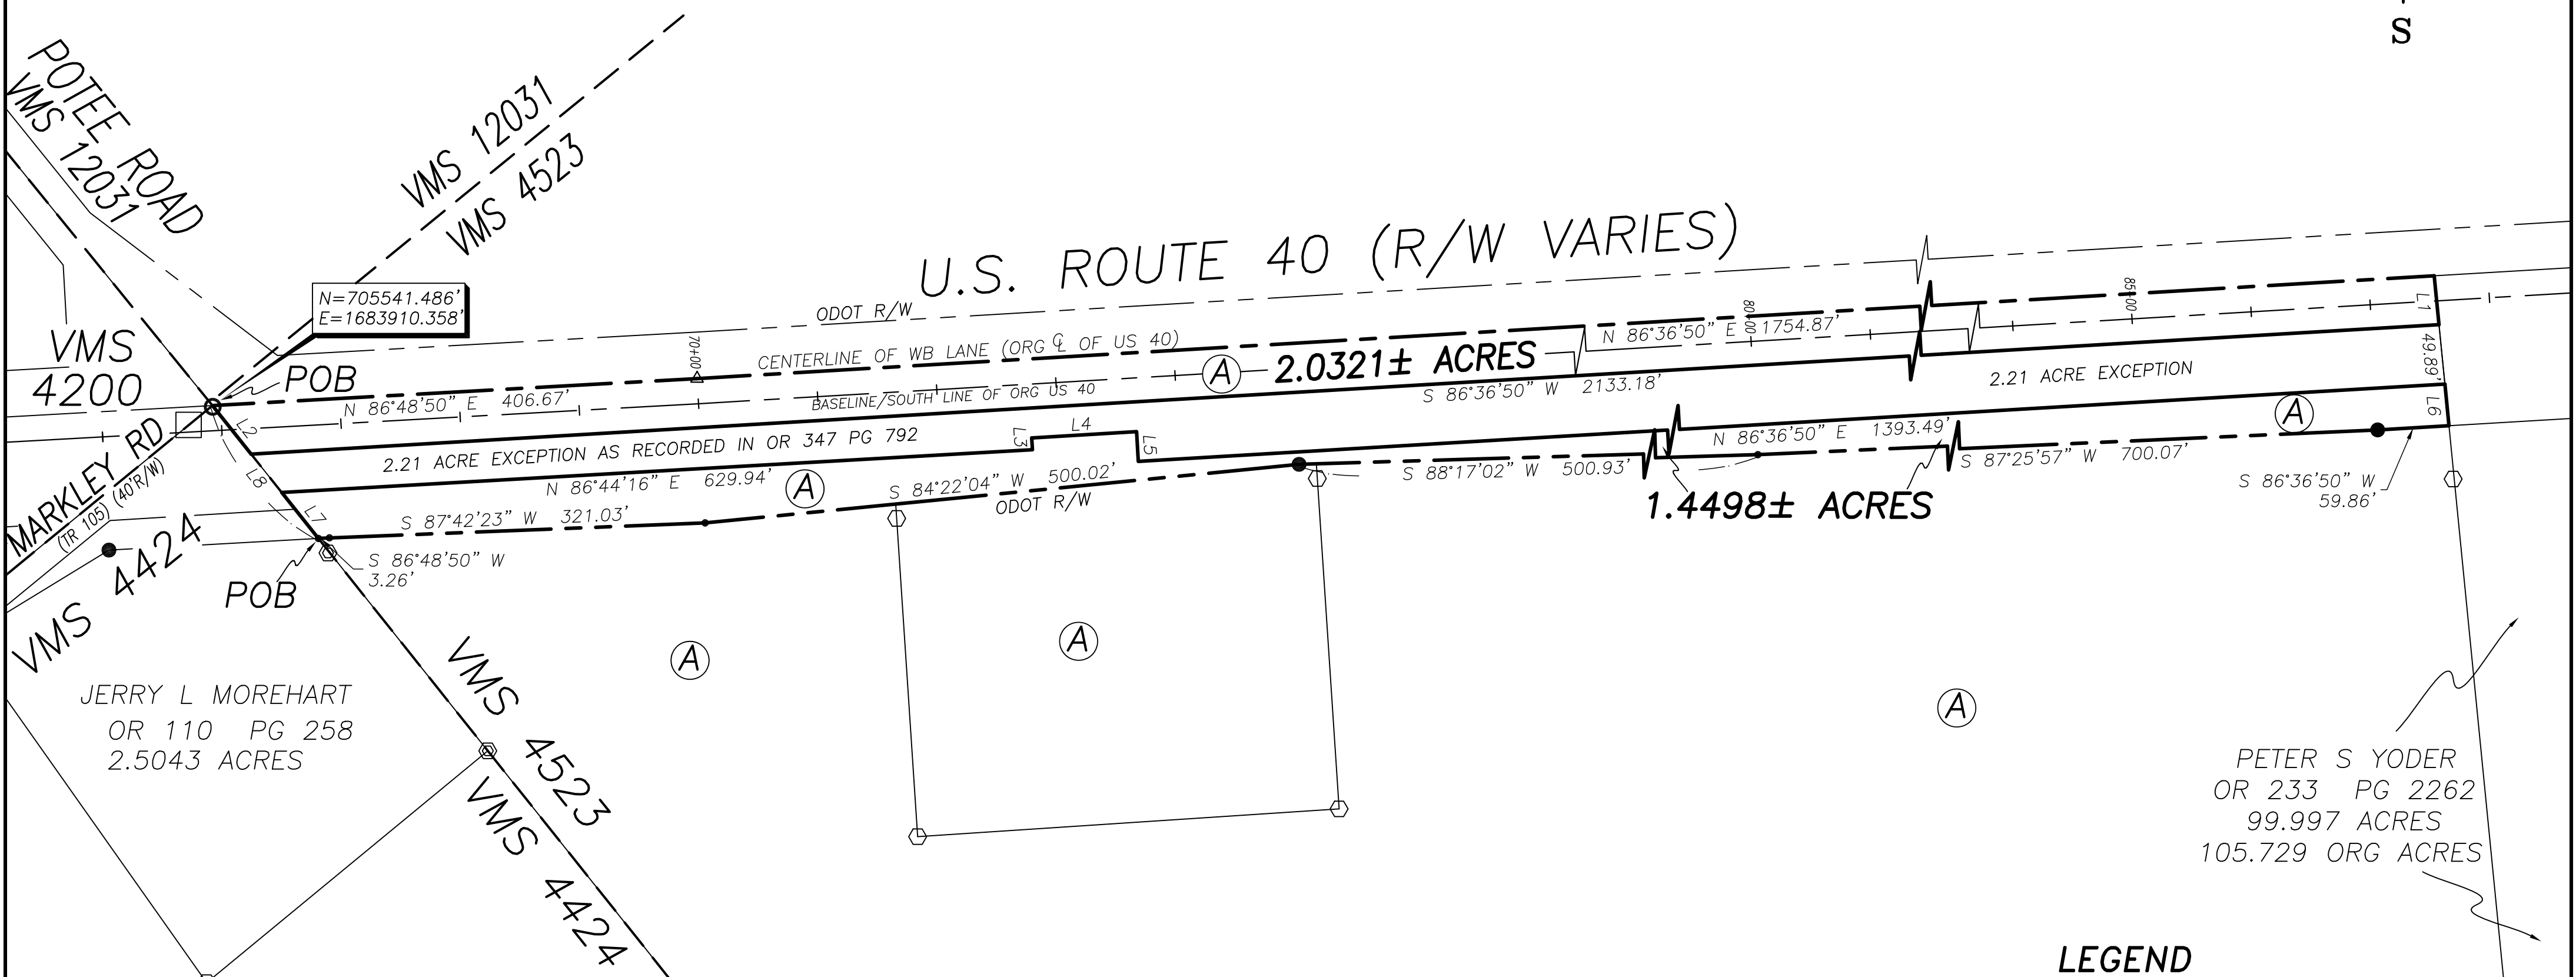 S
POTEE ROAD
VMS 12031
VMS 12031
VMS 4523
U.S. ROUTE 40 (R/W VARIES)
N=705541.486'
E=1683910.358'
ODOT R/W
VMS
4200
POB
70+00
CENTERLINE OF WB LANE (ORG ℄ OF US 40)
80+00
N 86°36'50" E 1754.87'
85+00
L1
A
2.0321± ACRES
N 86°48'50" E 406.67'
BASELINE/SOUTH LINE OF ORG US 40
S 86°36'50" W 2133.18'
2.21 ACRE EXCEPTION
49.89'
L2
2.21 ACRE EXCEPTION AS RECORDED IN OR 347 PG 792
L3
L4
L5
N 86°36'50" E 1393.49'
A
L6
MARKLEY RD
(TR 105) (40'R/W)
L8
N 86°44'16" E 629.94'
A
S 84°22'04" W 500.02'
ODOT R/W
S 88°17'02" W 500.93'
S 87°25'57" W 700.07'
S 86°36'50" W
59.86'
1.4498± ACRES
L7
S 87°42'23" W 321.03'
S 86°48'50" W
3.26'
POB
VMS 4424
A
A
A
JERRY L MOREHART
OR 110 PG 258
2.5043 ACRES
VMS 4523
VMS 4424
PETER S YODER
OR 233 PG 2262
99.997 ACRES
105.729 ORG ACRES
LEGEND